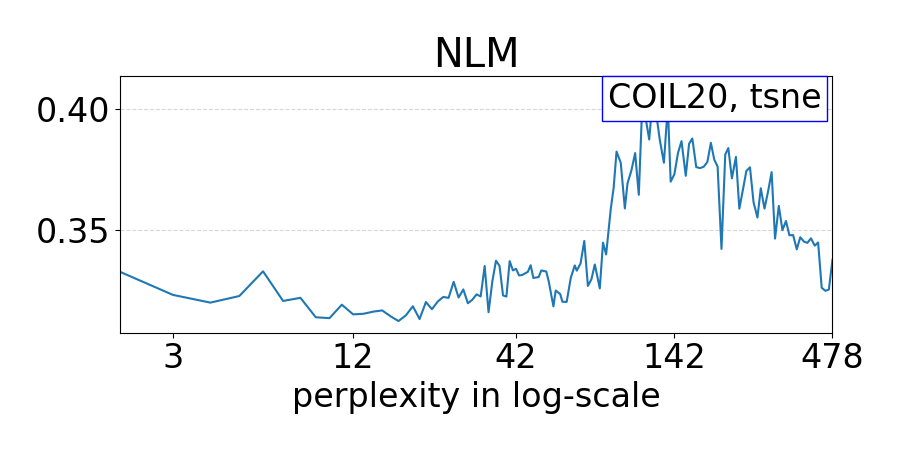 NLM
COIL20, tsne
0.40
0.35
3 12 42 142 478
perplexity in log-scale